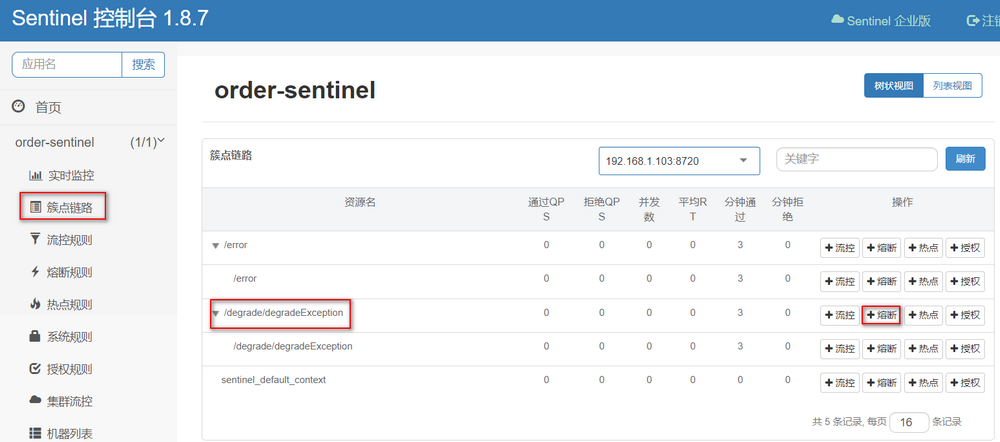 Sentinel 控制台 1.8.7
Sentinel 企业版
注销
应用名
搜索
首页
order-sentinel
(1/1)
实时监控
簇点链路
流控规则
熔断规则
热点规则
系统规则
授权规则
集群流控
机器列表
order-sentinel
树状视图
列表视图
簇点链路
192.168.1.103:8720
关键字
刷新
资源名 通过QPS 拒绝QPS 并发数 平均RT 分钟通过 分钟拒绝 操作
/error 0 0 0 0 3 0 流控 熔断 热点 授权
/error 0 0 0 0 3 0 流控 熔断 热点 授权
/degrade/degradeException 0 0 0 0 3 0 流控 熔断 热点 授权
/degrade/degradeException 0 0 0 0 3 0 流控 熔断 热点 授权
sentinel_default_context 0 0 0 0 0 0 流控 熔断 热点 授权
共 5 条记录, 每页 16 条记录